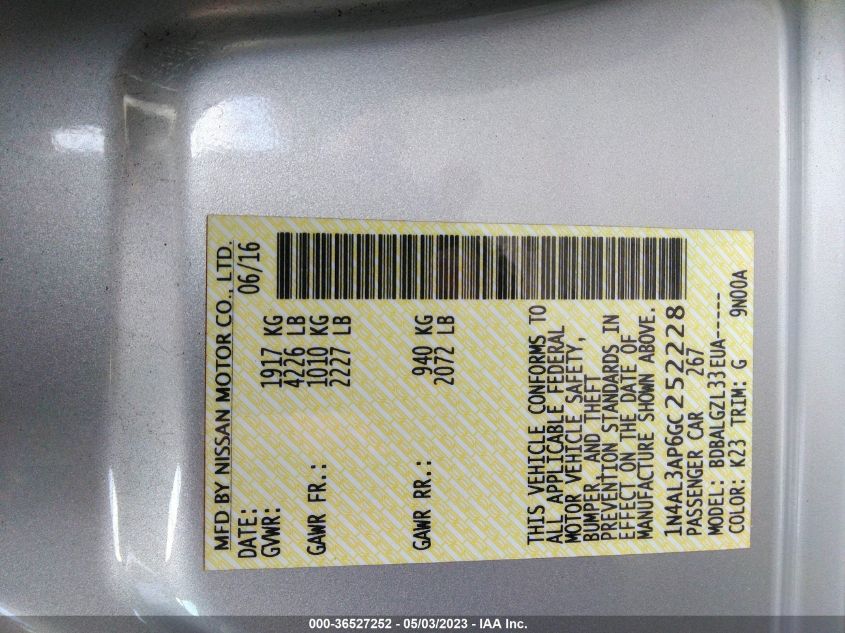 MFD BY NISSAN MOTOR CO., LTD.
DATE: 06/16
GVWR: 1917 KG
4226 LB
GAWR FR.: 1010 KG
2227 LB
GAWR RR.: 940 KG
2072 LB
THIS VEHICLE CONFORMS TO
ALL APPLICABLE FEDERAL
MOTOR VEHICLE SAFETY,
BUMPER, AND THEFT
PREVENTION STANDARDS IN
EFFECT ON THE DATE OF
MANUFACTURE SHOWN ABOVE.
1N4AL3AP6GC252228
PASSENGER CAR 267
MODEL: BDBALGZL33EUA-----
COLOR: K23 TRIM: G 9N00A
000-36527252 - 05/03/2023 - IAA Inc.